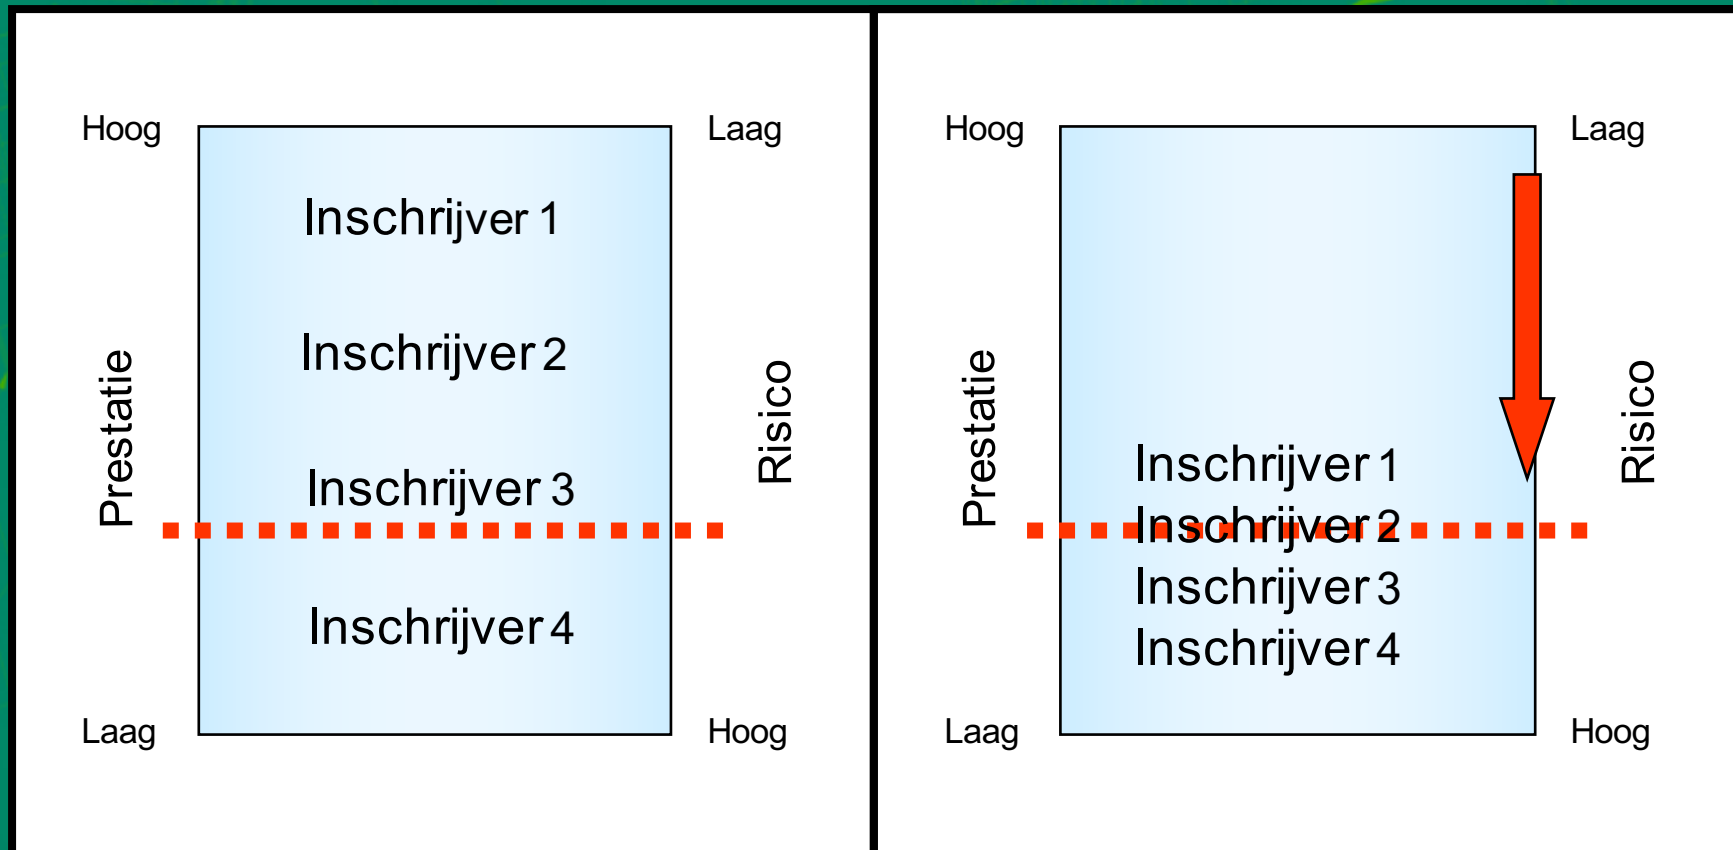 Hoog
Laag
Inschrijver 1
Inschrijver 2
Prestatie
Risico
Inschrijver 3
Inschrijver 4
Laag
Hoog
Hoog
Laag
Prestatie
Risico
Inschrijver 1
Inschrijver 2
Inschrijver 3
Inschrijver 4
Laag
Hoog